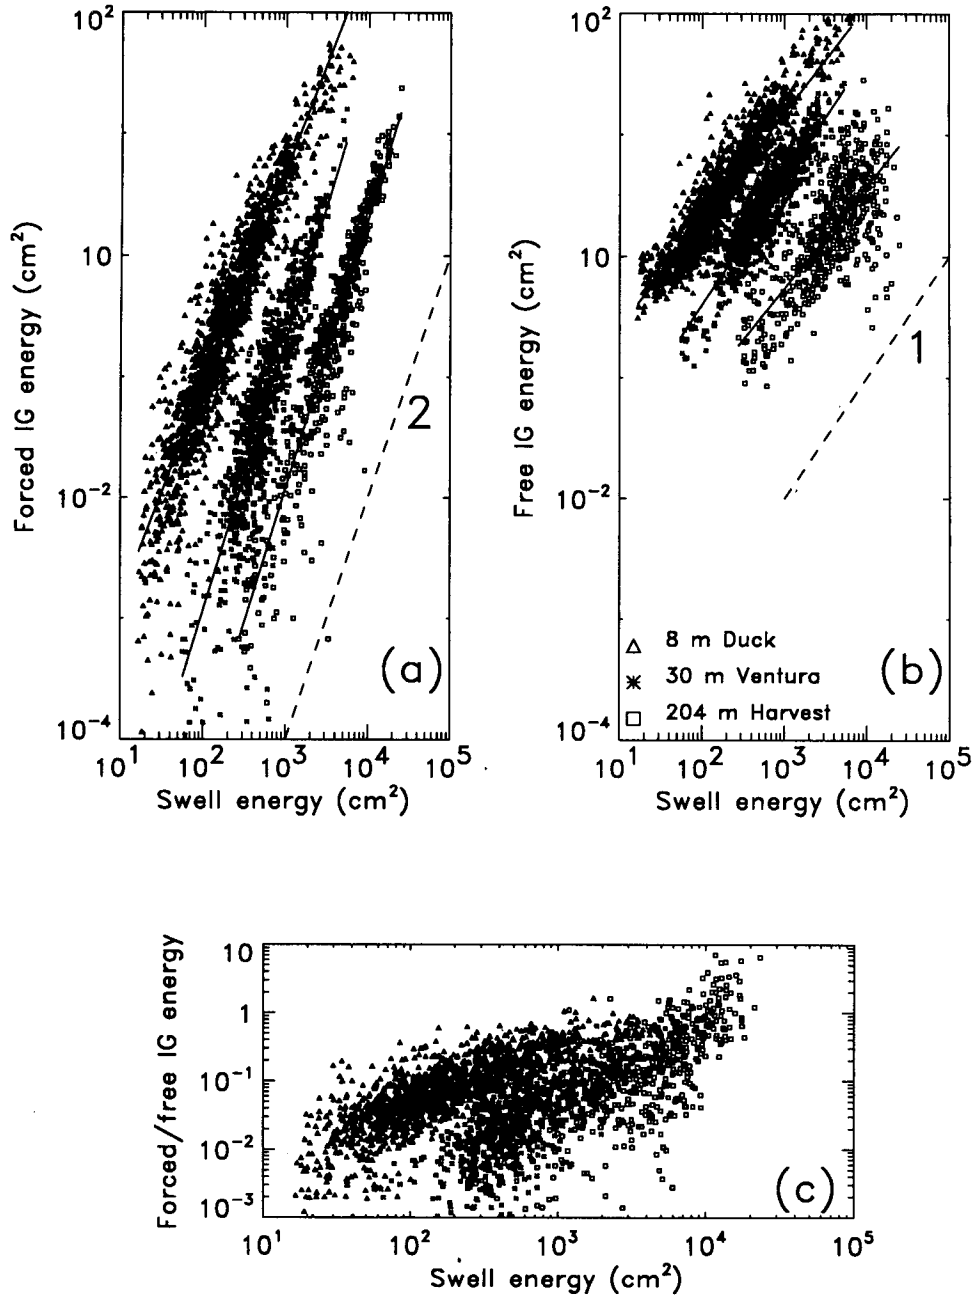 10²
10
10⁻²
10⁻⁴
Forced IG energy (cm²)
2
(a)
10¹ 10² 10³ 10⁴ 10⁵
Swell energy (cm²)
10²
10
10⁻²
10⁻⁴
Free IG energy (cm²)
1
8 m Duck
30 m Ventura
204 m Harvest
(b)
10¹ 10² 10³ 10⁴ 10⁵
Swell energy (cm²)
10
1
10⁻¹
10⁻²
10⁻³
Forced/free IG energy
(c)
10¹ 10² 10³ 10⁴ 10⁵
Swell energy (cm²)